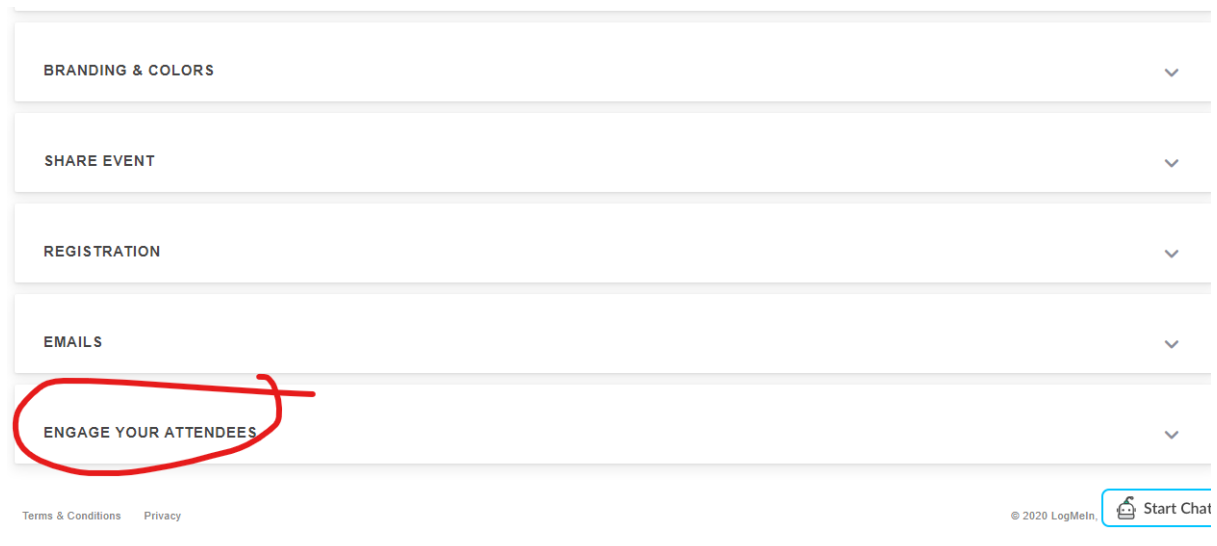 BRANDING & COLORS
SHARE EVENT
REGISTRATION
EMAILS
ENGAGE YOUR ATTENDEES
Terms & Conditions Privacy © 2020 LogMeIn, Start Chat